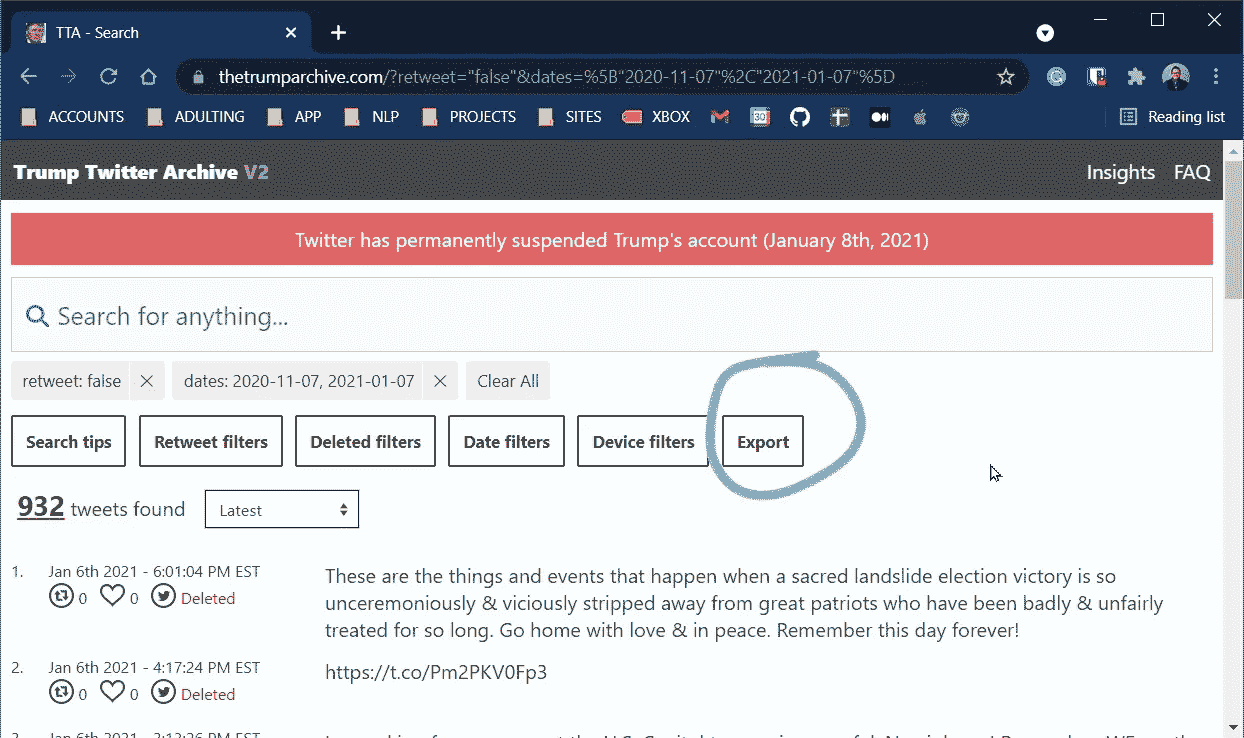 TTA - Search
thetrumparchive.com/?retweet="false"&dates=%5B"2020-11-07"%2C"2021-01-07"%5D
ACCOUNTS ADULTING APP NLP PROJECTS SITES XBOX 30 Reading list
Trump Twitter Archive V2 Insights FAQ
Twitter has permanently suspended Trump's account (January 8th, 2021)
Search for anything...
retweet: false dates: 2020-11-07, 2021-01-07 Clear All
Search tips Retweet filters Deleted filters Date filters Device filters Export
932 tweets found Latest
1. Jan 6th 2021 - 6:01:04 PM EST
0 0 Deleted
These are the things and events that happen when a sacred landslide election victory is so
unceremoniously & viciously stripped away from great patriots who have been badly & unfairly
treated for so long. Go home with love & in peace. Remember this day forever!
2. Jan 6th 2021 - 4:17:24 PM EST
0 0 Deleted
https://t.co/Pm2PKV0Fp3